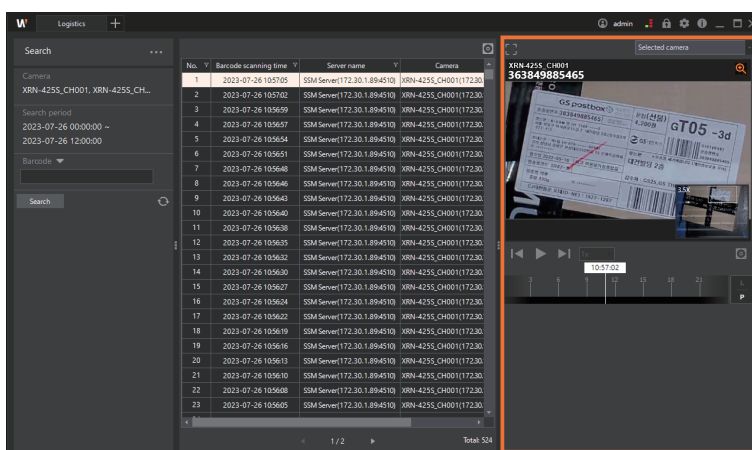 Logistics
admin
Search
Camera
XRN-425S_CH001, XRN-425S_CH...
Search period
2023-07-26 00:00:00 ~
2023-07-26 12:00:00
Barcode
Search
No. Barcode scanning time Server name Camera
1 2023-07-26 10:57:05 SSM Server(172.30.1.89:4510) XRN-425S_CH001(172.30.
2 2023-07-26 10:57:02 SSM Server(172.30.1.89:4510) XRN-425S_CH001(172.30.
3 2023-07-26 10:56:59 SSM Server(172.30.1.89:4510) XRN-425S_CH001(172.30.
4 2023-07-26 10:56:57 SSM Server(172.30.1.89:4510) XRN-425S_CH001(172.30.
5 2023-07-26 10:56:54 SSM Server(172.30.1.89:4510) XRN-425S_CH001(172.30.
6 2023-07-26 10:56:51 SSM Server(172.30.1.89:4510) XRN-425S_CH001(172.30.
7 2023-07-26 10:56:48 SSM Server(172.30.1.89:4510) XRN-425S_CH001(172.30.
8 2023-07-26 10:56:46 SSM Server(172.30.1.89:4510) XRN-425S_CH001(172.30.
9 2023-07-26 10:56:43 SSM Server(172.30.1.89:4510) XRN-425S_CH001(172.30.
10 2023-07-26 10:56:40 SSM Server(172.30.1.89:4510) XRN-425S_CH001(172.30.
11 2023-07-26 10:56:38 SSM Server(172.30.1.89:4510) XRN-425S_CH001(172.30.
12 2023-07-26 10:56:35 SSM Server(172.30.1.89:4510) XRN-425S_CH001(172.30.
13 2023-07-26 10:56:32 SSM Server(172.30.1.89:4510) XRN-425S_CH001(172.30.
14 2023-07-26 10:56:30 SSM Server(172.30.1.89:4510) XRN-425S_CH001(172.30.
15 2023-07-26 10:56:27 SSM Server(172.30.1.89:4510) XRN-425S_CH001(172.30.
16 2023-07-26 10:56:24 SSM Server(172.30.1.89:4510) XRN-425S_CH001(172.30.
17 2023-07-26 10:56:22 SSM Server(172.30.1.89:4510) XRN-425S_CH001(172.30.
18 2023-07-26 10:56:19 SSM Server(172.30.1.89:4510) XRN-425S_CH001(172.30.
19 2023-07-26 10:56:16 SSM Server(172.30.1.89:4510) XRN-425S_CH001(172.30.
20 2023-07-26 10:56:13 SSM Server(172.30.1.89:4510) XRN-425S_CH001(172.30.
21 2023-07-26 10:56:10 SSM Server(172.30.1.89:4510) XRN-425S_CH001(172.30.
22 2023-07-26 10:56:08 SSM Server(172.30.1.89:4510) XRN-425S_CH001(172.30.
23 2023-07-26 10:56:05 SSM Server(172.30.1.89:4510) XRN-425S_CH001(172.30.
1 / 2
Total: 524
Selected camera
XRN-425S_CH001
363849885465
GS postbox
363849885465
4,200원
GT05 -3d
3.5X
1x
10:57:02
3 6 9 12 15 18 21
L
P